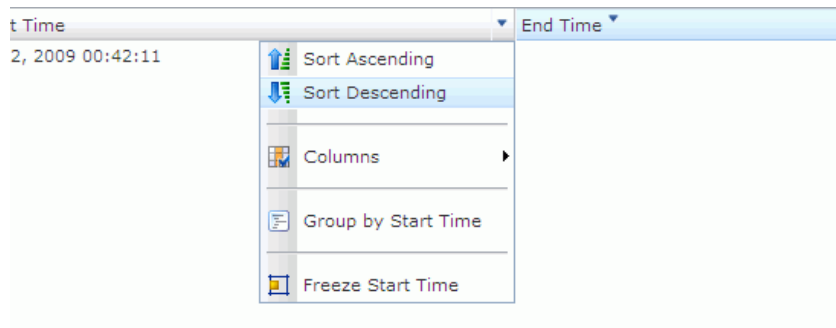 t Time End Time
2, 2009 00:42:11
Sort Ascending
Sort Descending
Columns
Group by Start Time
Freeze Start Time